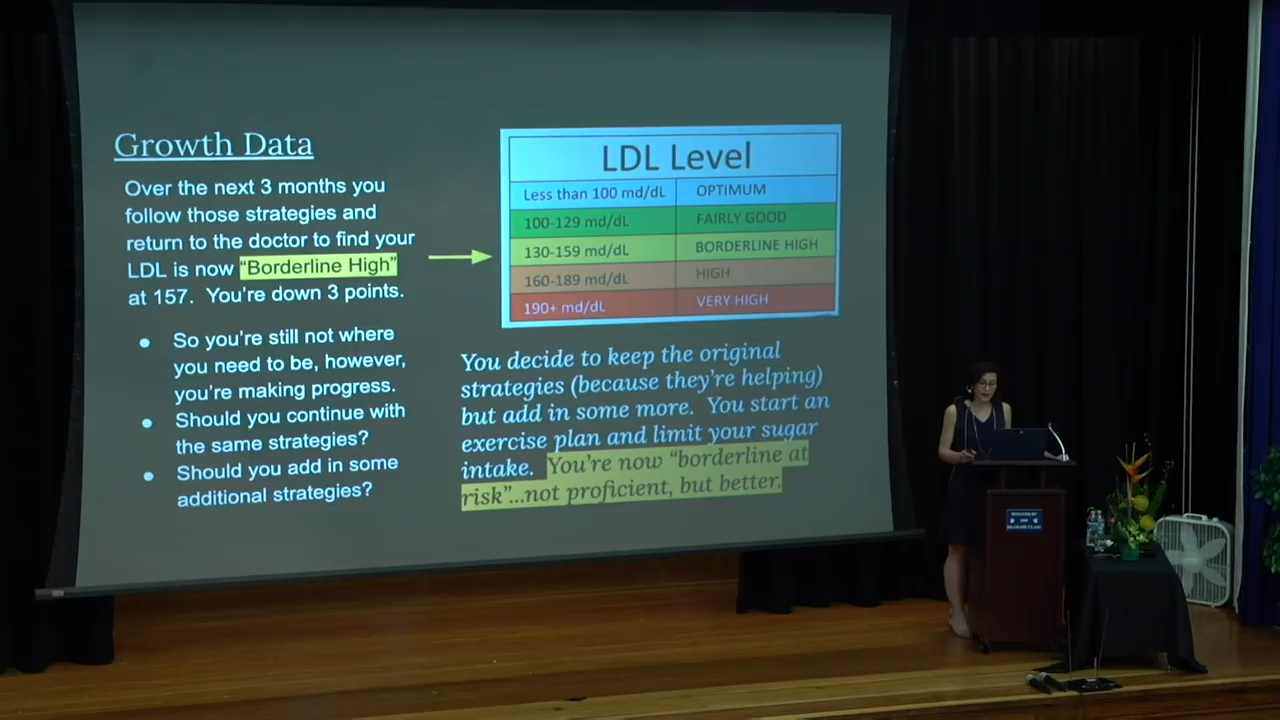 Growth Data
Over the next 3 months you
follow those strategies and
return to the doctor to find your
LDL is now "Borderline High"
at 157. You're down 3 points.
● So you're still not where
you need to be, however,
you're making progress.
● Should you continue with
the same strategies?
● Should you add in some
additional strategies?
LDL Level
Less than 100 md/dL OPTIMUM
100-129 md/dL FAIRLY GOOD
130-159 md/dL BORDERLINE HIGH
160-189 md/dL HIGH
190+ md/dL VERY HIGH
You decide to keep the original
strategies (because they're helping)
but add in some more. You start an
exercise plan and limit your sugar
intake. You're now "borderline at
risk"...not proficient, but better.
DONATED BY